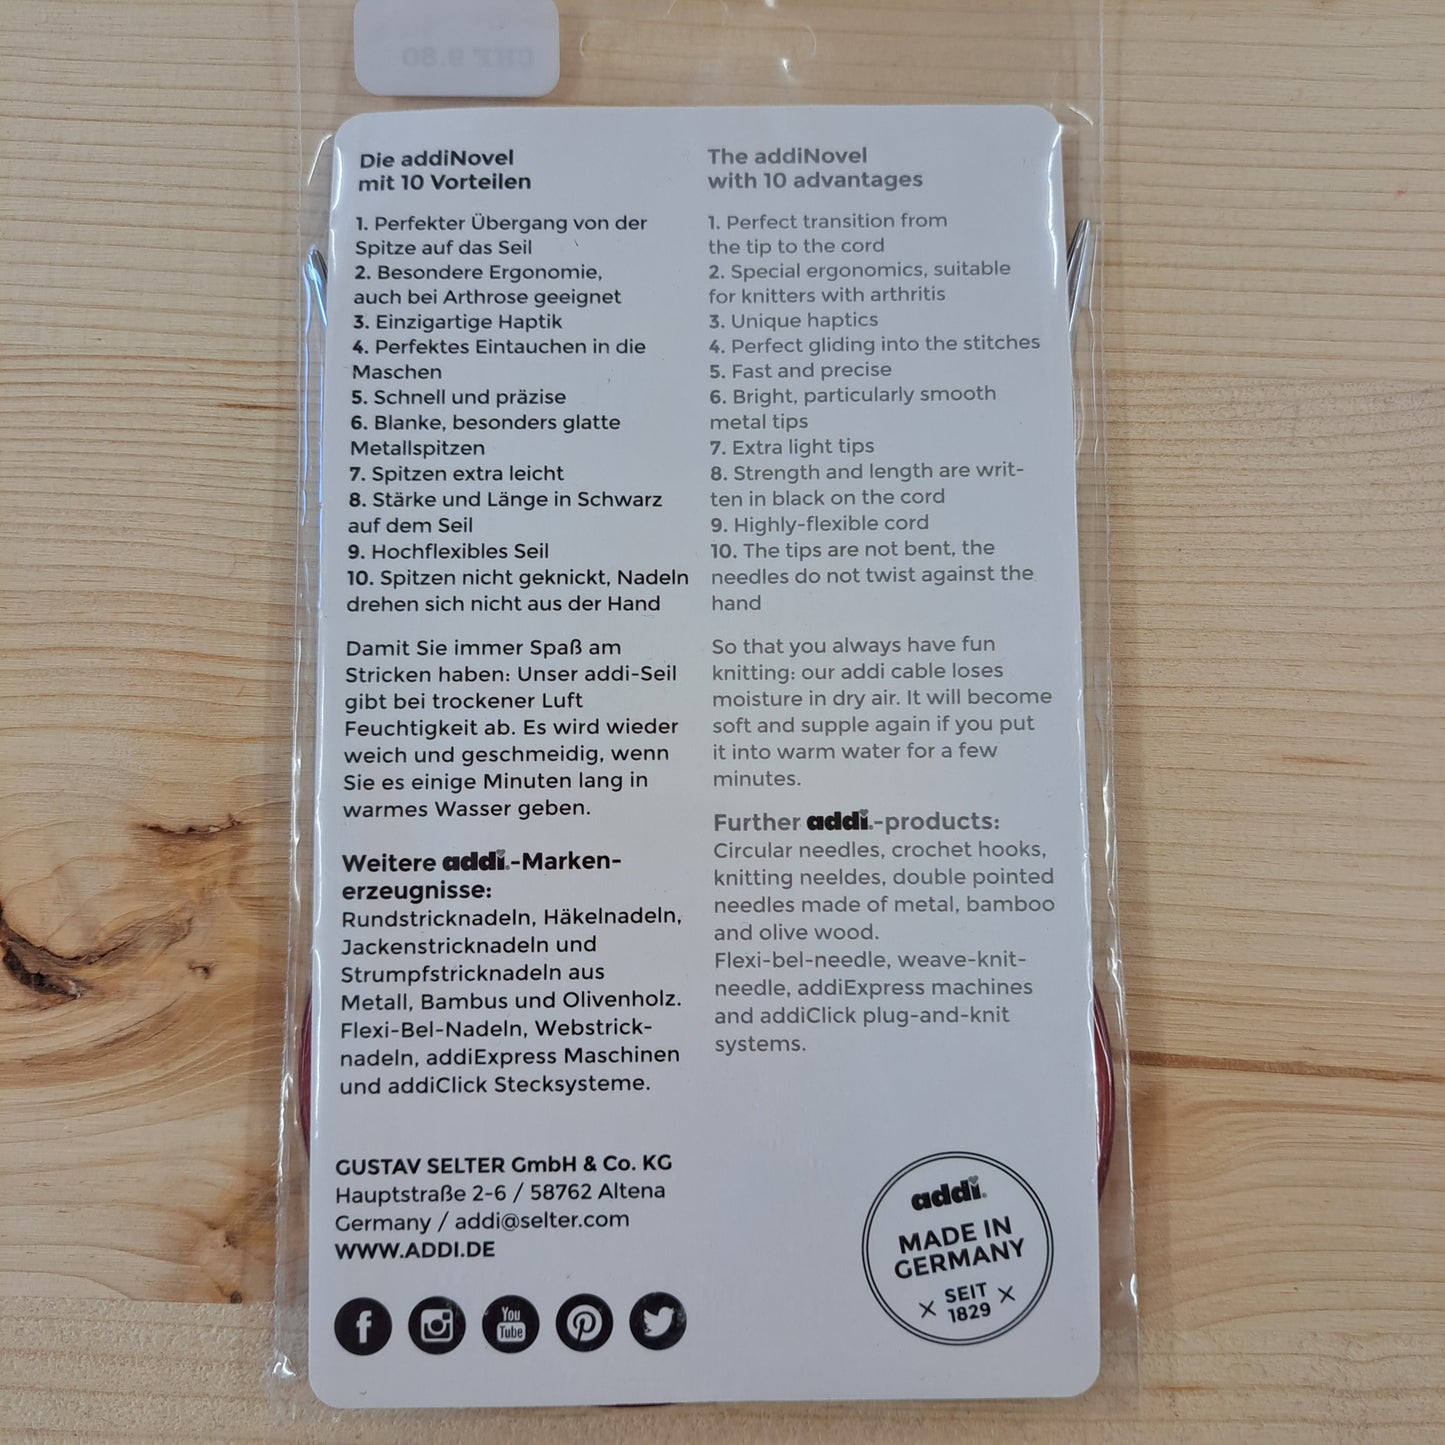 CHF 9.80
Die addiNovel
mit 10 Vorteilen
1. Perfekter Übergang von der
Spitze auf das Seil
2. Besondere Ergonomie,
auch bei Arthrose geeignet
3. Einzigartige Haptik
4. Perfektes Eintauchen in die
Maschen
5. Schnell und präzise
6. Blanke, besonders glatte
Metallspitzen
7. Spitzen extra leicht
8. Stärke und Länge in Schwarz
auf dem Seil
9. Hochflexibles Seil
10. Spitzen nicht geknickt, Nadeln
drehen sich nicht aus der Hand
Damit Sie immer Spaß am
Stricken haben: Unser addi-Seil
gibt bei trockener Luft
Feuchtigkeit ab. Es wird wieder
weich und geschmeidig, wenn
Sie es einige Minuten lang in
warmes Wasser geben.
Weitere addi®-Marken-
erzeugnisse:
Rundstricknadeln, Häkelnadeln,
Jackenstricknadeln und
Strumpfstricknadeln aus
Metall, Bambus und Olivenholz.
Flexi-Bel-Nadeln, Webstrick-
nadeln, addiExpress Maschinen
und addiClick Stecksysteme.
The addiNovel
with 10 advantages
1. Perfect transition from
the tip to the cord
2. Special ergonomics, suitable
for knitters with arthritis
3. Unique haptics
4. Perfect gliding into the stitches
5. Fast and precise
6. Bright, particularly smooth
metal tips
7. Extra light tips
8. Strength and length are writ-
ten in black on the cord
9. Highly-flexible cord
10. The tips are not bent, the
needles do not twist against the
hand
So that you always have fun
knitting: our addi cable loses
moisture in dry air. It will become
soft and supple again if you put
it into warm water for a few
minutes.
Further addi®-products:
Circular needles, crochet hooks,
knitting neeldes, double pointed
needles made of metal, bamboo
and olive wood.
Flexi-bel-needle, weave-knit-
needle, addiExpress machines
and addiClick plug-and-knit
systems.
GUSTAV SELTER GmbH & Co. KG
Hauptstraße 2-6 / 58762 Altena
Germany / addi@selter.com
WWW.ADDI.DE
You
Tube
addi®
MADE IN
GERMANY
SEIT
1829